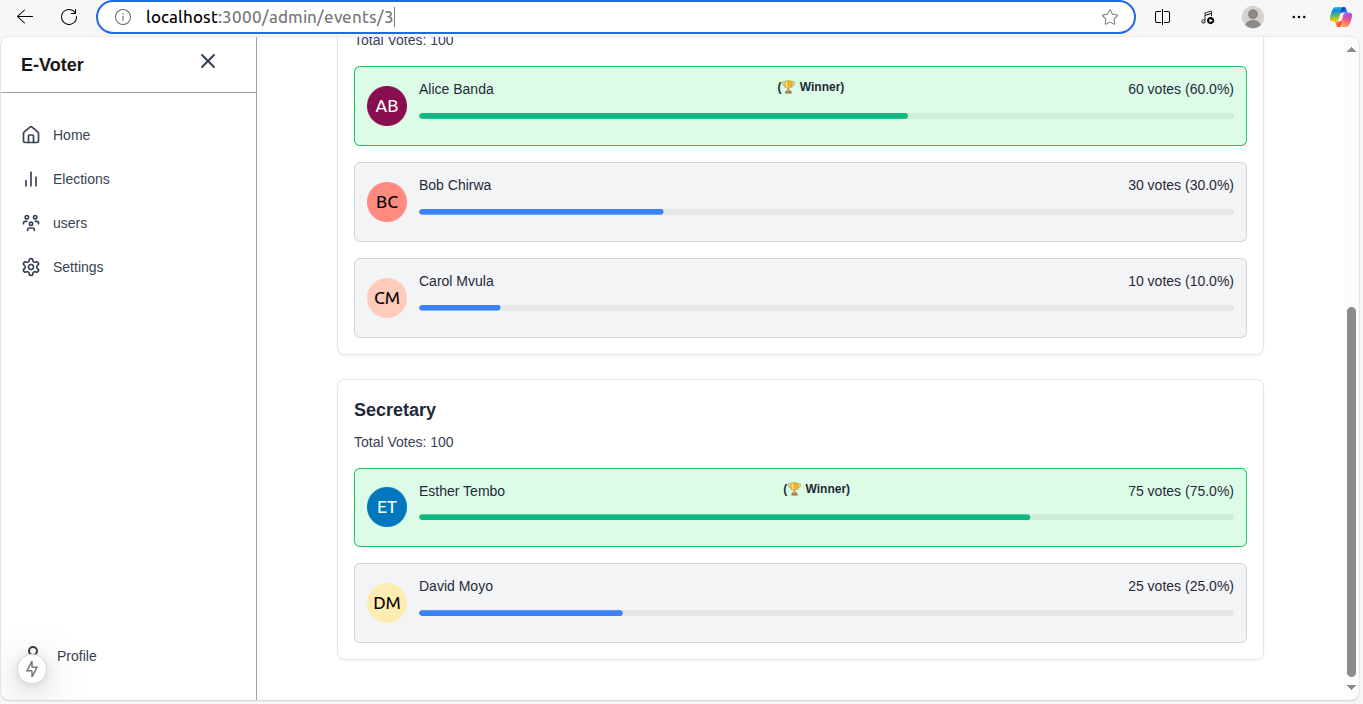 localhost:3000/admin/events/3
E-Voter
Home
Elections
users
Settings
Profile
Total Votes: 100
AB
Alice Banda
(🏆 Winner)
60 votes (60.0%)
BC
Bob Chirwa
30 votes (30.0%)
CM
Carol Mvula
10 votes (10.0%)
Secretary
Total Votes: 100
ET
Esther Tembo
(🏆 Winner)
75 votes (75.0%)
DM
David Moyo
25 votes (25.0%)